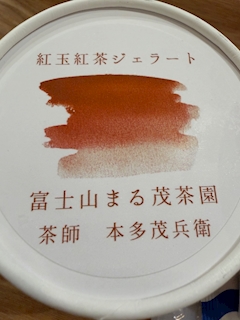 紅玉紅茶ジェラート
富士山まる茂茶園
茶師　本多茂兵衛